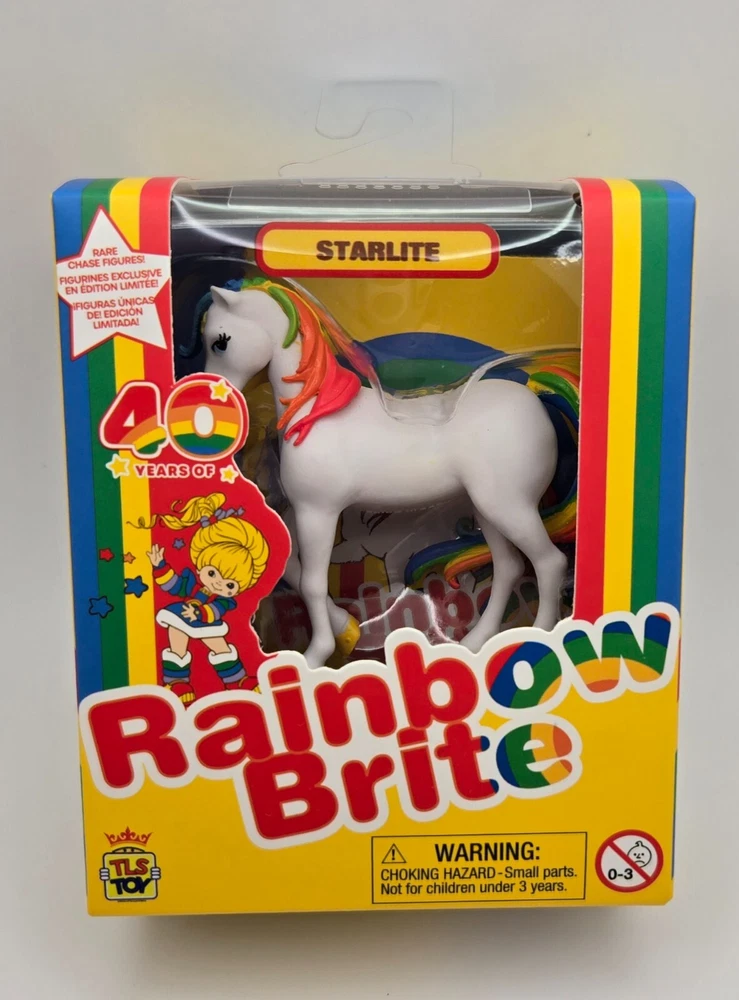 STARLITE
RARE
CHASE FIGURES!
FIGURINES EXCLUSIVE
EN ÉDITION LIMITÉE!
¡FIGURAS ÚNICAS
DE! EDICIÓN
LIMITADA!
40
YEARS OF
Rainbow
Rainbow
Brite
TLS
TOY
WARNING:
CHOKING HAZARD - Small parts.
Not for children under 3 years.
0-3